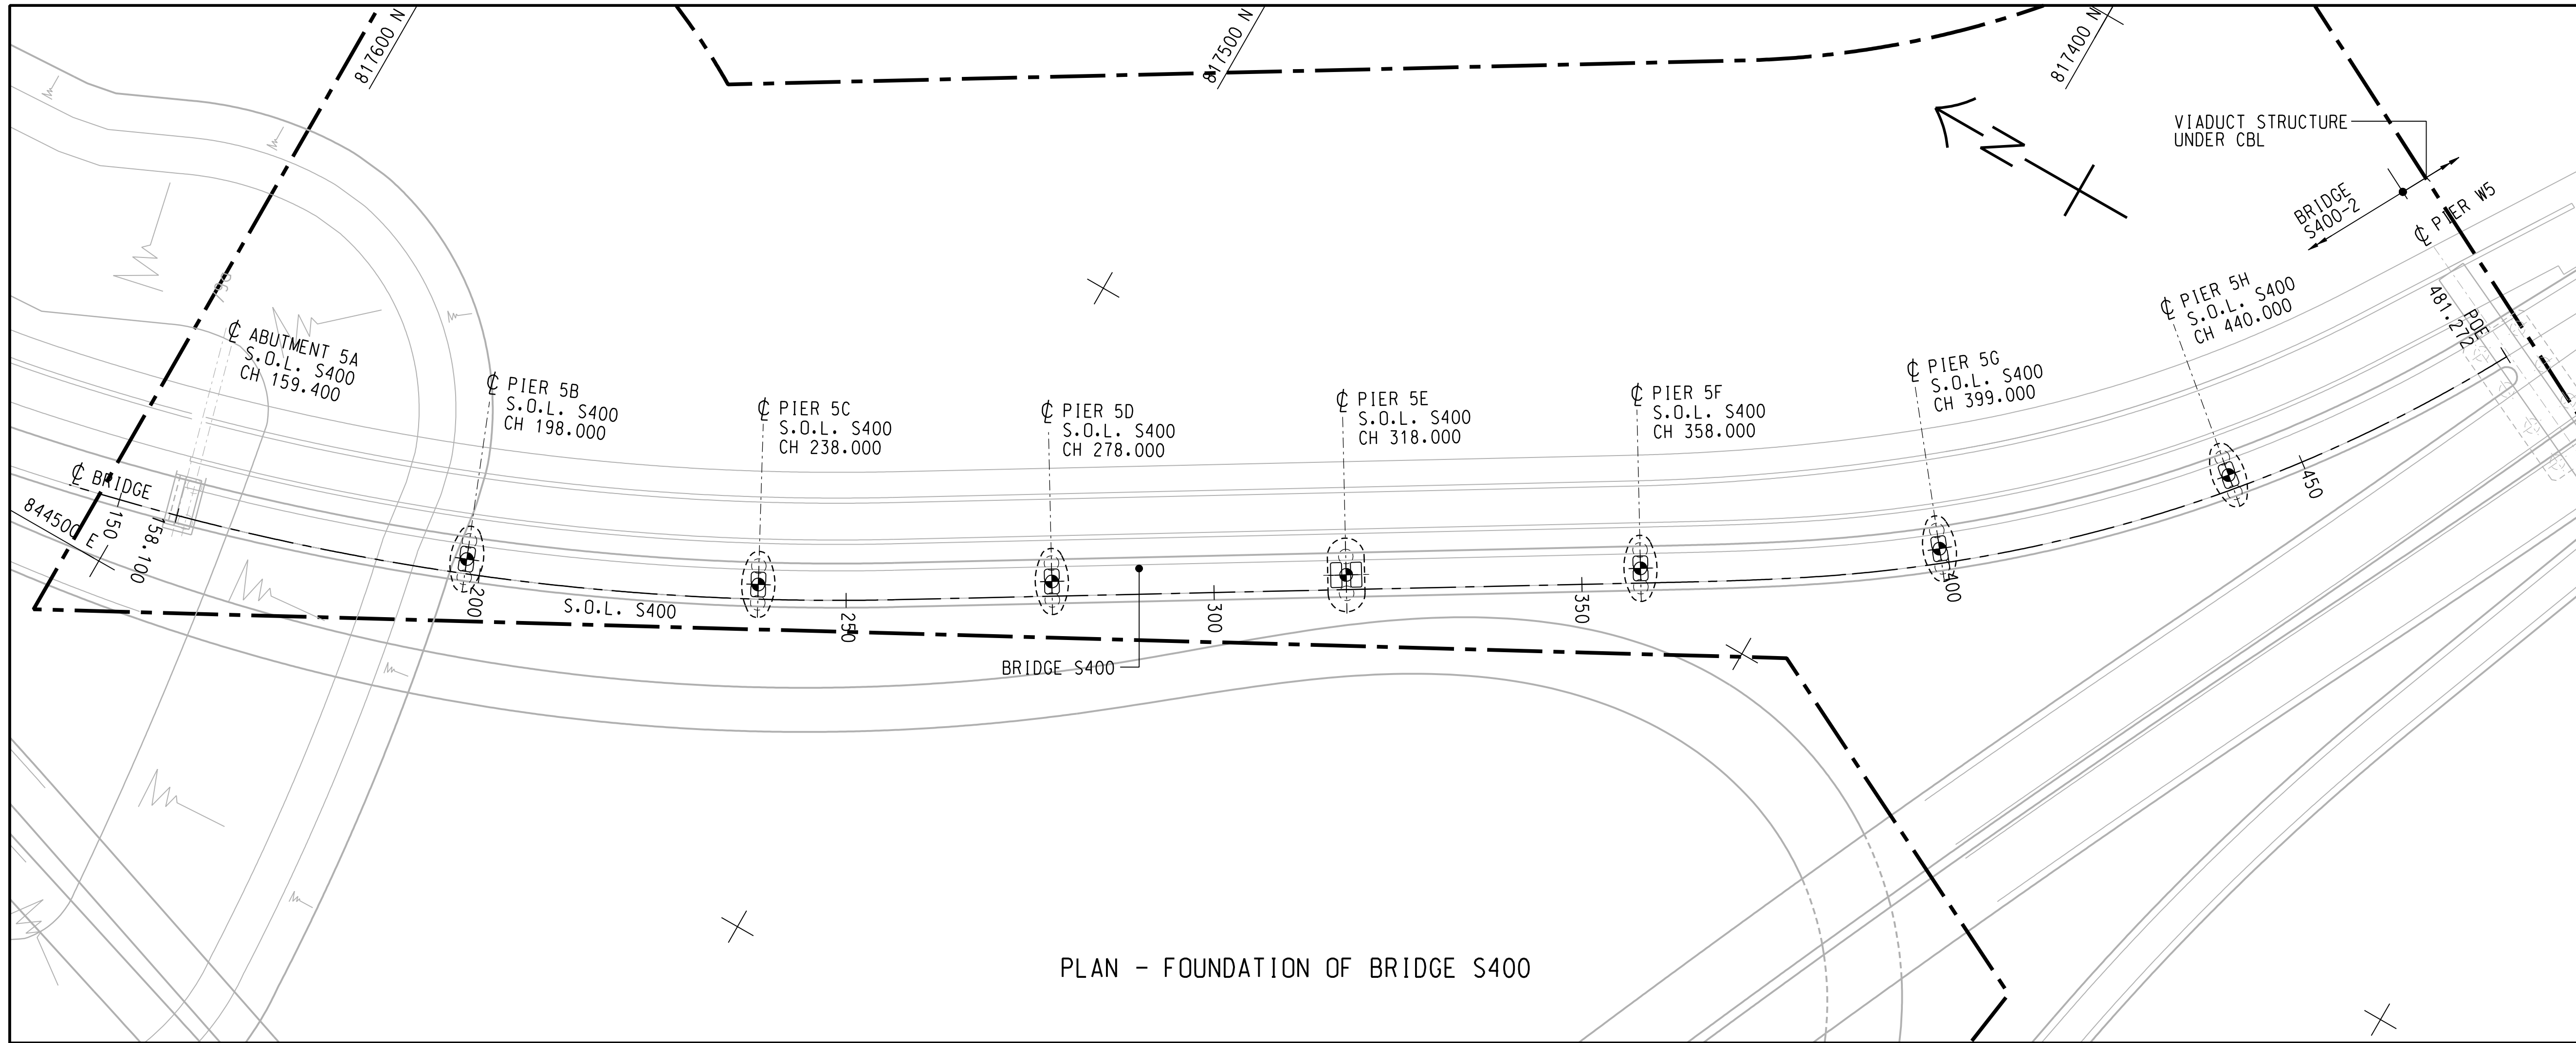 817600 N
817500 N
817400 N
VIADUCT STRUCTURE
UNDER CBL
BRIDGE
S400-2
℄ PIER W5
℄ ABUTMENT 5A
S.O.L. S400
CH 159.400
℄ PIER 5B
S.O.L. S400
CH 198.000
℄ PIER 5C
S.O.L. S400
CH 238.000
℄ PIER 5D
S.O.L. S400
CH 278.000
℄ PIER 5E
S.O.L. S400
CH 318.000
℄ PIER 5F
S.O.L. S400
CH 358.000
℄ PIER 5G
S.O.L. S400
CH 399.000
℄ PIER 5H
S.O.L. S400
CH 440.000
POE
481.272
℄ BRIDGE
844500 E
150
158.100
200
S.O.L. S400
250
300
350
400
450
BRIDGE S400
PLAN - FOUNDATION OF BRIDGE S400